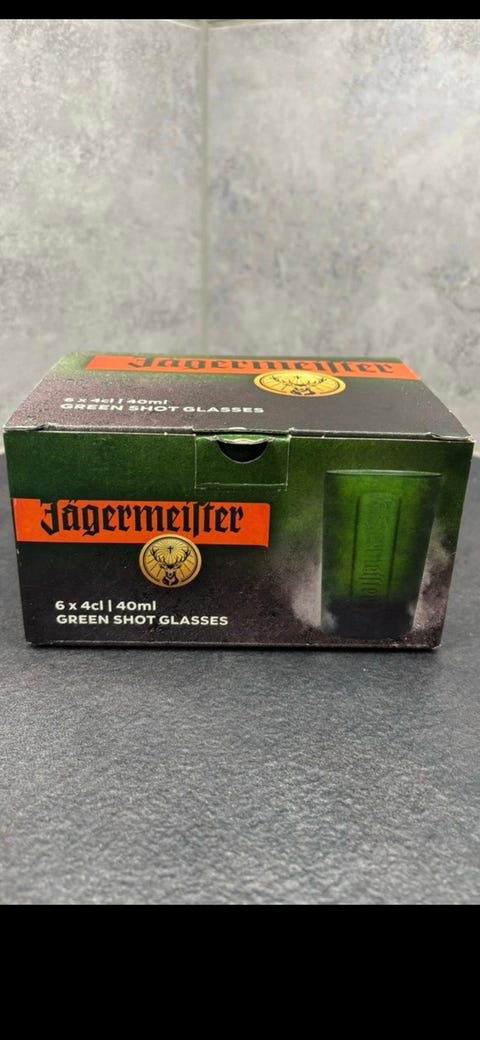 Jägermeiſter
6 x 4cl | 40ml
GREEN SHOT GLASSES
Jägermeiſter
6 x 4cl | 40ml
GREEN SHOT GLASSES